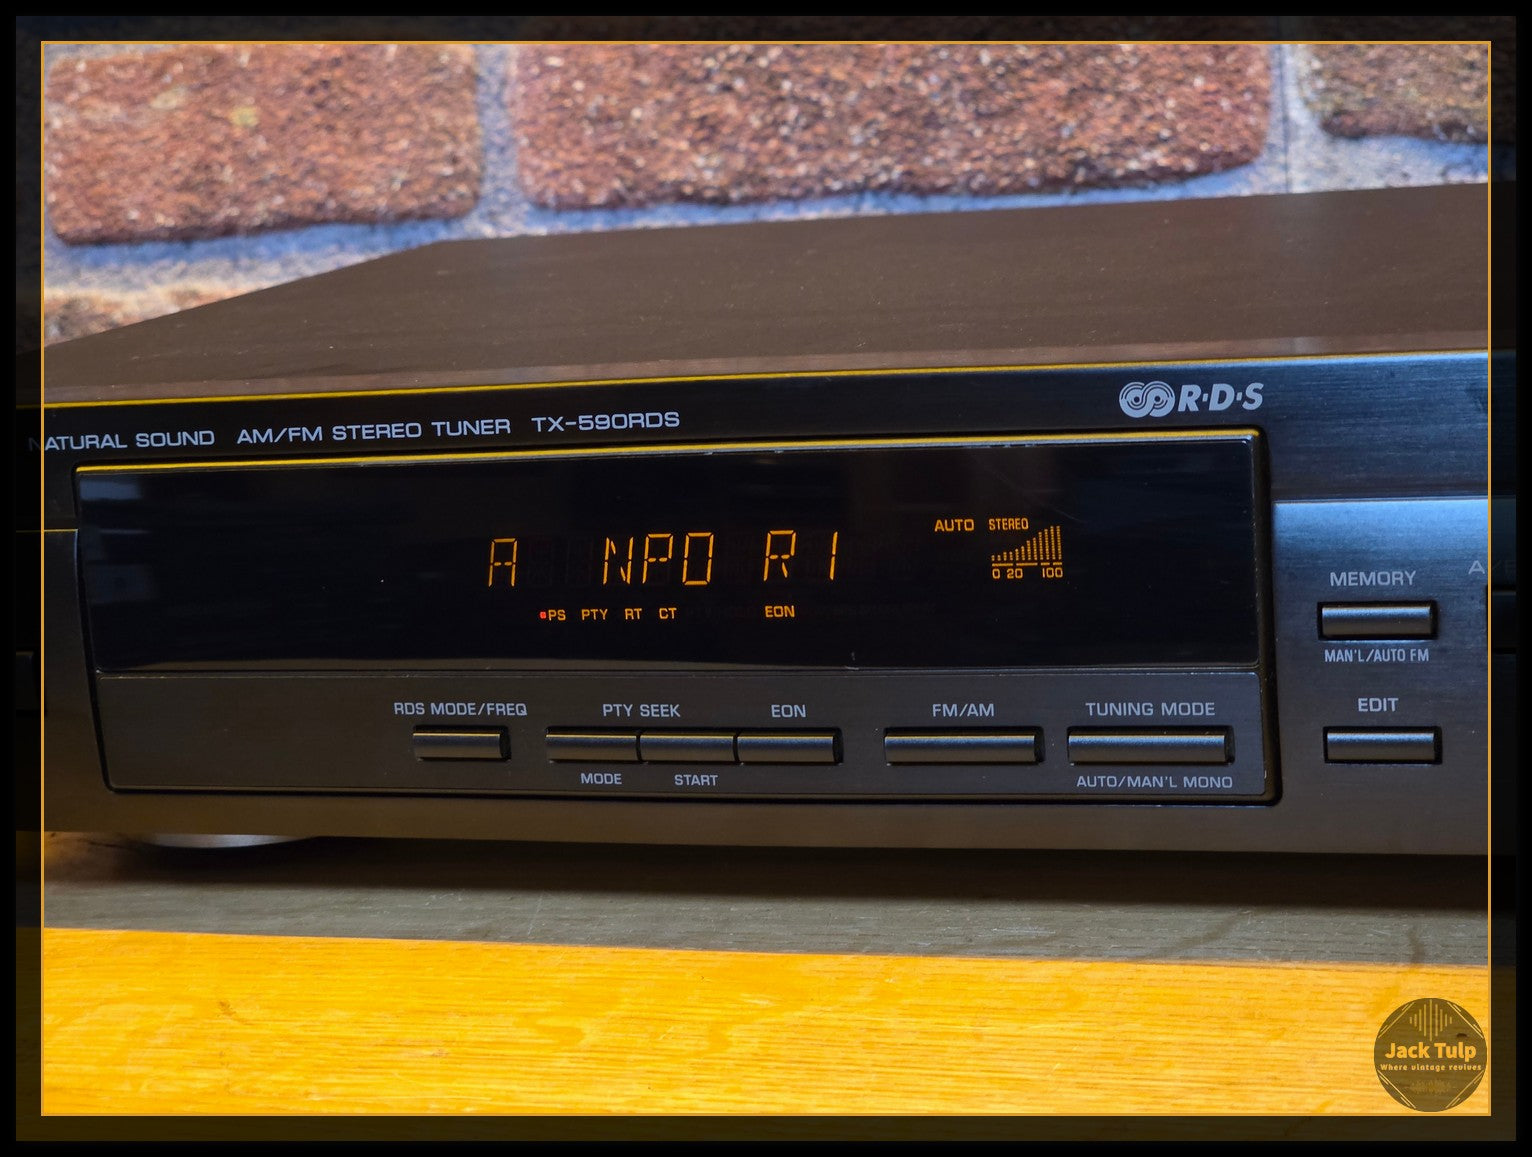 R·D·S
NATURAL SOUND AM/FM STEREO TUNER TX-590RDS
AUTO STEREO
A NPO R1
0 20 100
PS PTY RT CT EON
MEMORY
MAN'L/AUTO FM
EDIT
RDS MODE/FREQ PTY SEEK EON FM/AM TUNING MODE
MODE START AUTO/MAN'L MONO
Jack Tulp
Where vintage revives